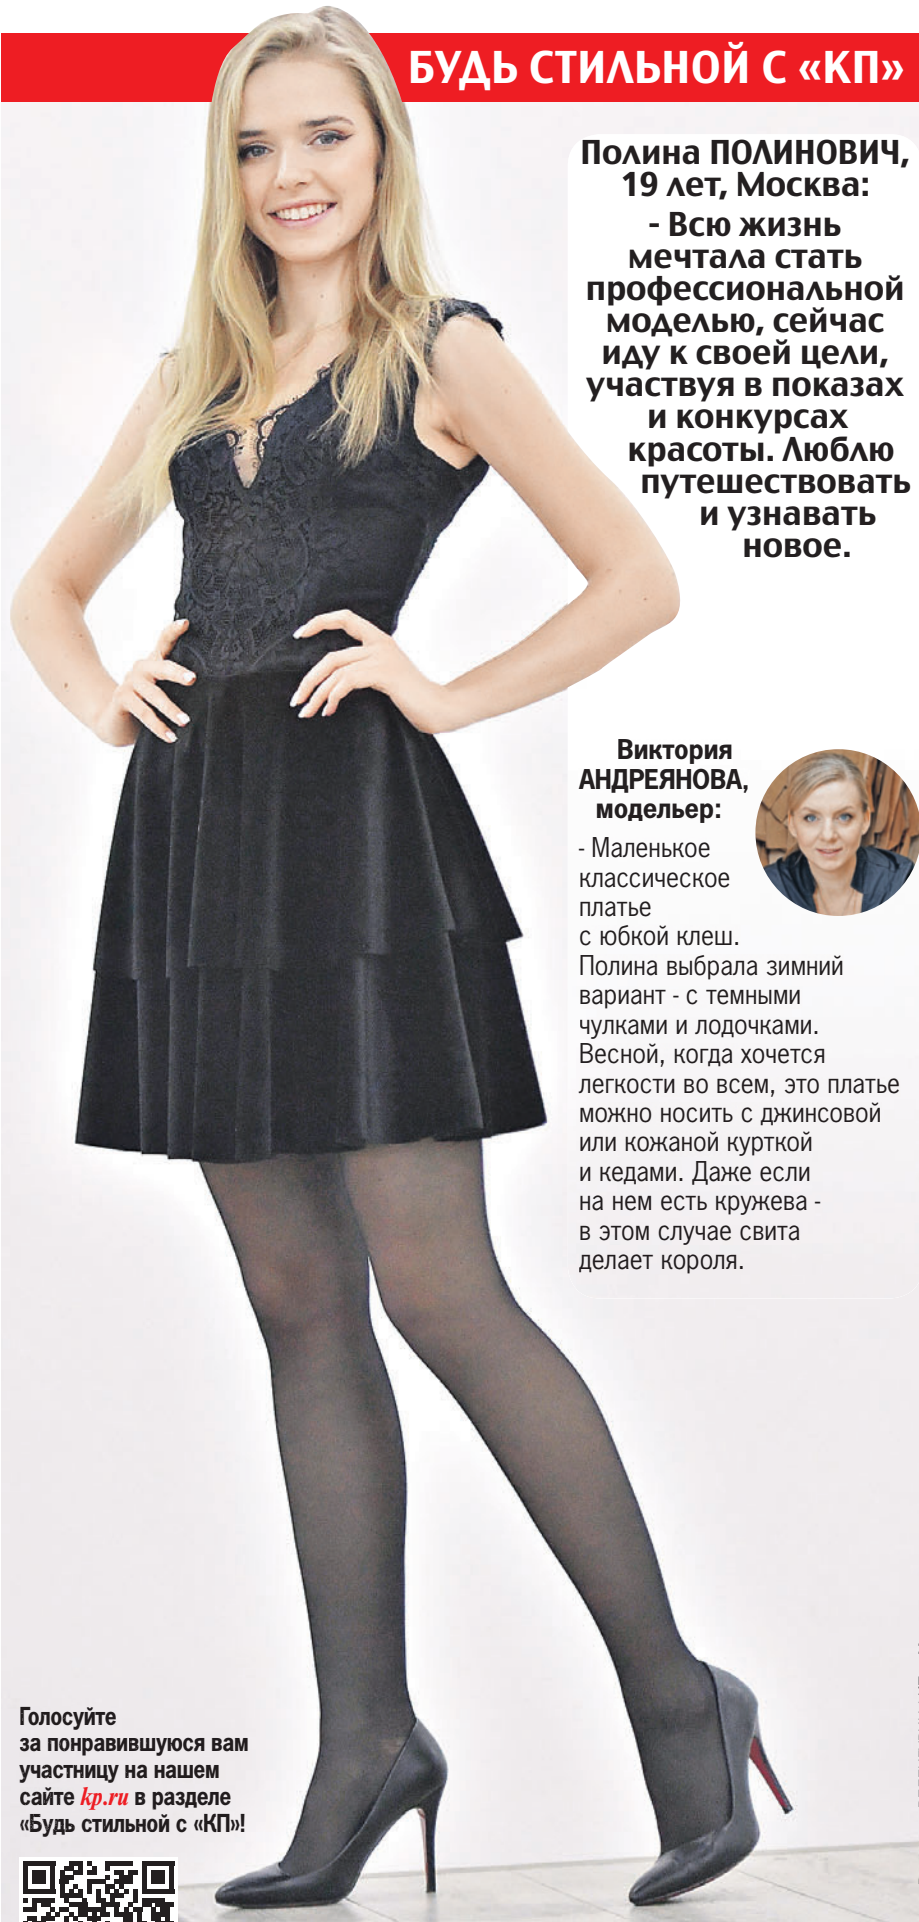 БУДЬ СТИЛЬНОЙ С «КП»
Полина ПОЛИНОВИЧ,
19 лет, Москва:
- Всю жизнь
мечтала стать
профессиональной
моделью, сейчас
иду к своей цели,
участвуя в показах
и конкурсах
красоты. Люблю
путешествовать
и узнавать
новое.
Виктория
АНДРЕЯНОВА,
модельер:
- Маленькое
классическое
платье
с юбкой клеш.
Полина выбрала зимний
вариант - с темными
чулками и лодочками.
Весной, когда хочется
легкости во всем, это платье
можно носить с джинсовой
или кожаной курткой
и кедами. Даже если
на нем есть кружева -
в этом случае свита
делает короля.
Голосуйте
за понравившуюся вам
участницу на нашем
сайте kp.ru в разделе
«Будь стильной с «КП»!